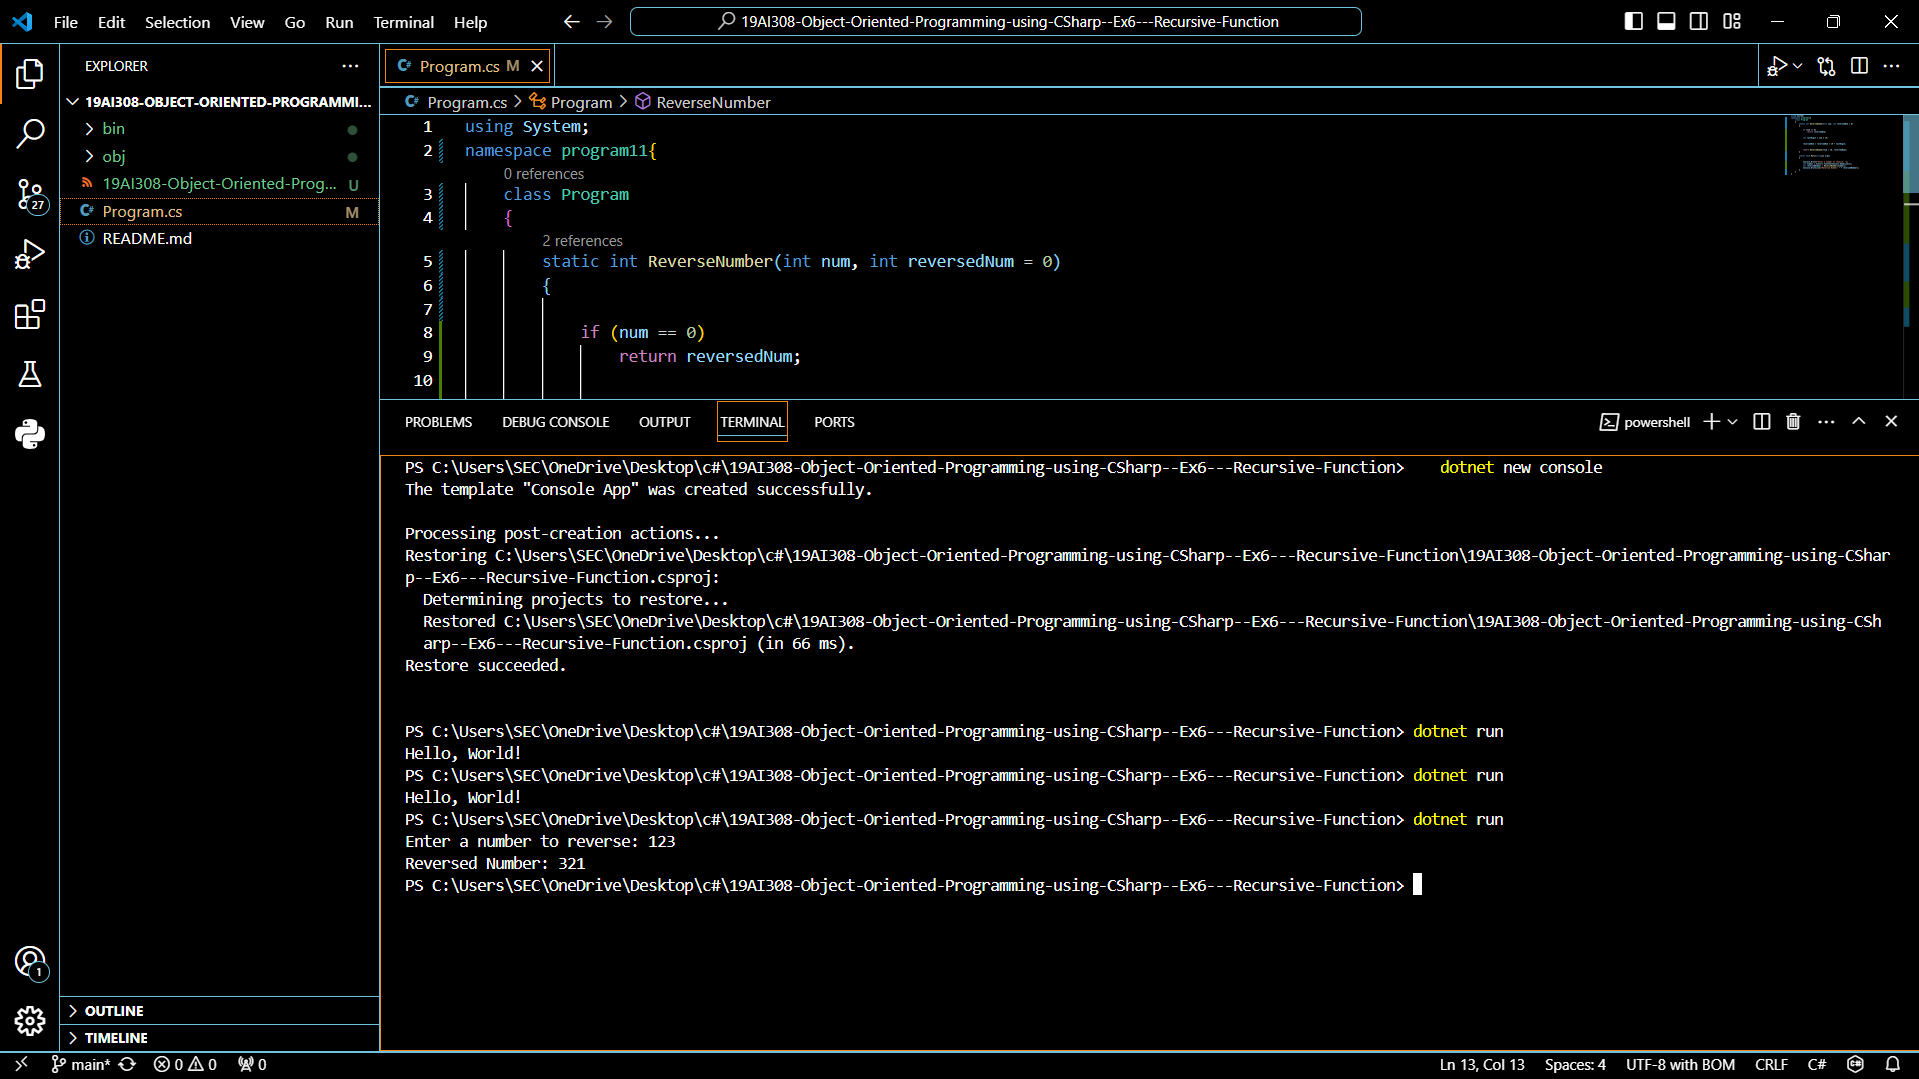 File Edit Selection View Go Run Terminal Help
19AI308-Object-Oriented-Programming-using-CSharp--Ex6---Recursive-Function
EXPLORER
19AI308-OBJECT-ORIENTED-PROGRAMMI...
bin
obj
19AI308-Object-Oriented-Prog... U
Program.cs M
README.md
27
1
OUTLINE
TIMELINE
Program.cs M
Program.cs > Program > ReverseNumber
1 using System;
2 namespace program11{
0 references
3 class Program
4 {
2 references
5 static int ReverseNumber(int num, int reversedNum = 0)
6 {
7
8 if (num == 0)
9 return reversedNum;
10
PROBLEMS DEBUG CONSOLE OUTPUT TERMINAL PORTS
powershell
PS C:\Users\SEC\OneDrive\Desktop\c#\19AI308-Object-Oriented-Programming-using-CSharp--Ex6---Recursive-Function> dotnet new console
The template "Console App" was created successfully.
Processing post-creation actions...
Restoring C:\Users\SEC\OneDrive\Desktop\c#\19AI308-Object-Oriented-Programming-using-CSharp--Ex6---Recursive-Function\19AI308-Object-Oriented-Programming-using-CShar
p--Ex6---Recursive-Function.csproj:
Determining projects to restore...
Restored C:\Users\SEC\OneDrive\Desktop\c#\19AI308-Object-Oriented-Programming-using-CSharp--Ex6---Recursive-Function\19AI308-Object-Oriented-Programming-using-CSh
arp--Ex6---Recursive-Function.csproj (in 66 ms).
Restore succeeded.
PS C:\Users\SEC\OneDrive\Desktop\c#\19AI308-Object-Oriented-Programming-using-CSharp--Ex6---Recursive-Function> dotnet run
Hello, World!
PS C:\Users\SEC\OneDrive\Desktop\c#\19AI308-Object-Oriented-Programming-using-CSharp--Ex6---Recursive-Function> dotnet run
Hello, World!
PS C:\Users\SEC\OneDrive\Desktop\c#\19AI308-Object-Oriented-Programming-using-CSharp--Ex6---Recursive-Function> dotnet run
Enter a number to reverse: 123
Reversed Number: 321
PS C:\Users\SEC\OneDrive\Desktop\c#\19AI308-Object-Oriented-Programming-using-CSharp--Ex6---Recursive-Function>
main* 0 0 0
Ln 13, Col 13 Spaces: 4 UTF-8 with BOM CRLF C#